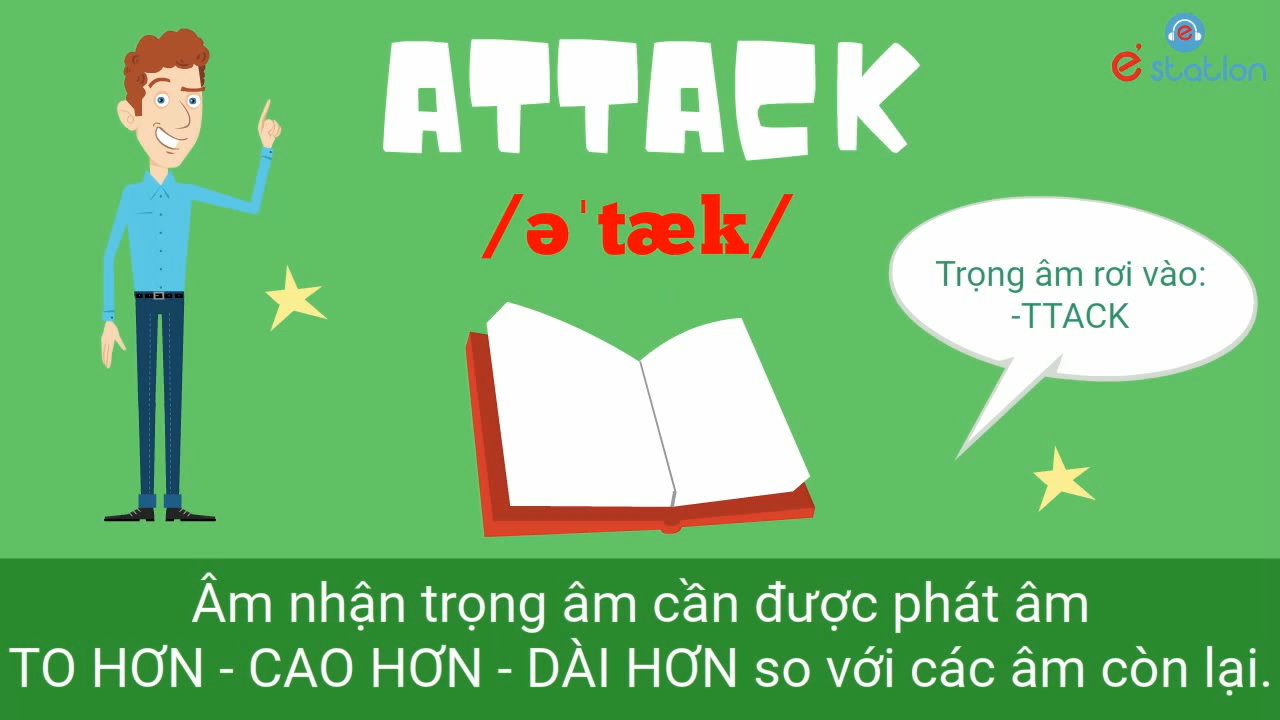 ATTACK
e' station
/əˈtæk/
Trọng âm rơi vào:
-TTACK
Âm nhận trọng âm cần được phát âm
TO HƠN - CAO HƠN - DÀI HƠN so với các âm còn lại.